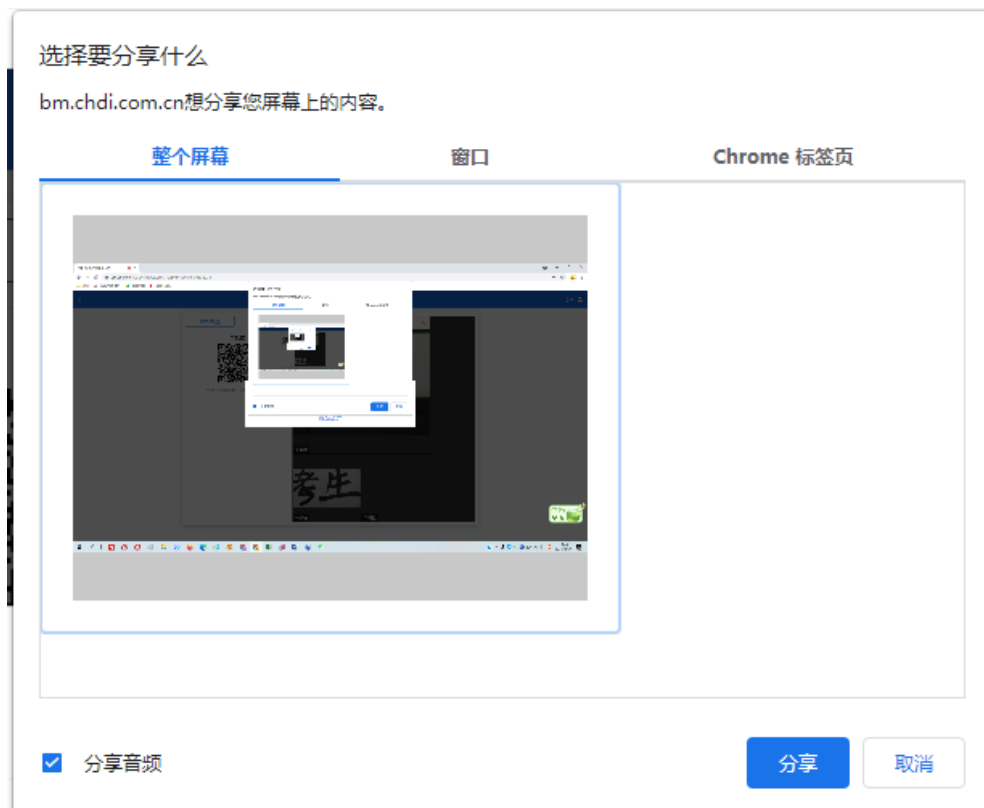 选择要分享什么
bm.chdi.com.cn想分享您屏幕上的内容。
整个屏幕
窗口
Chrome 标签页
考生
分享音频
分享
取消